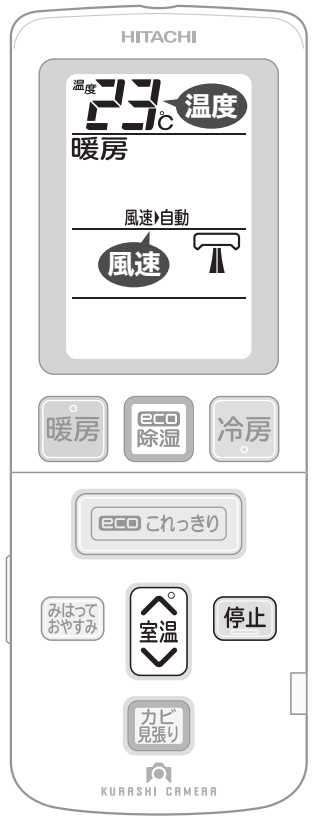 HITACHI
温度
23℃
温度
暖房
風速▶自動
風速
暖房
eco
除湿
冷房
eco これっきり
みはって
おやすみ
室温
停止
カビ
見張り
KURASHI CAMERA